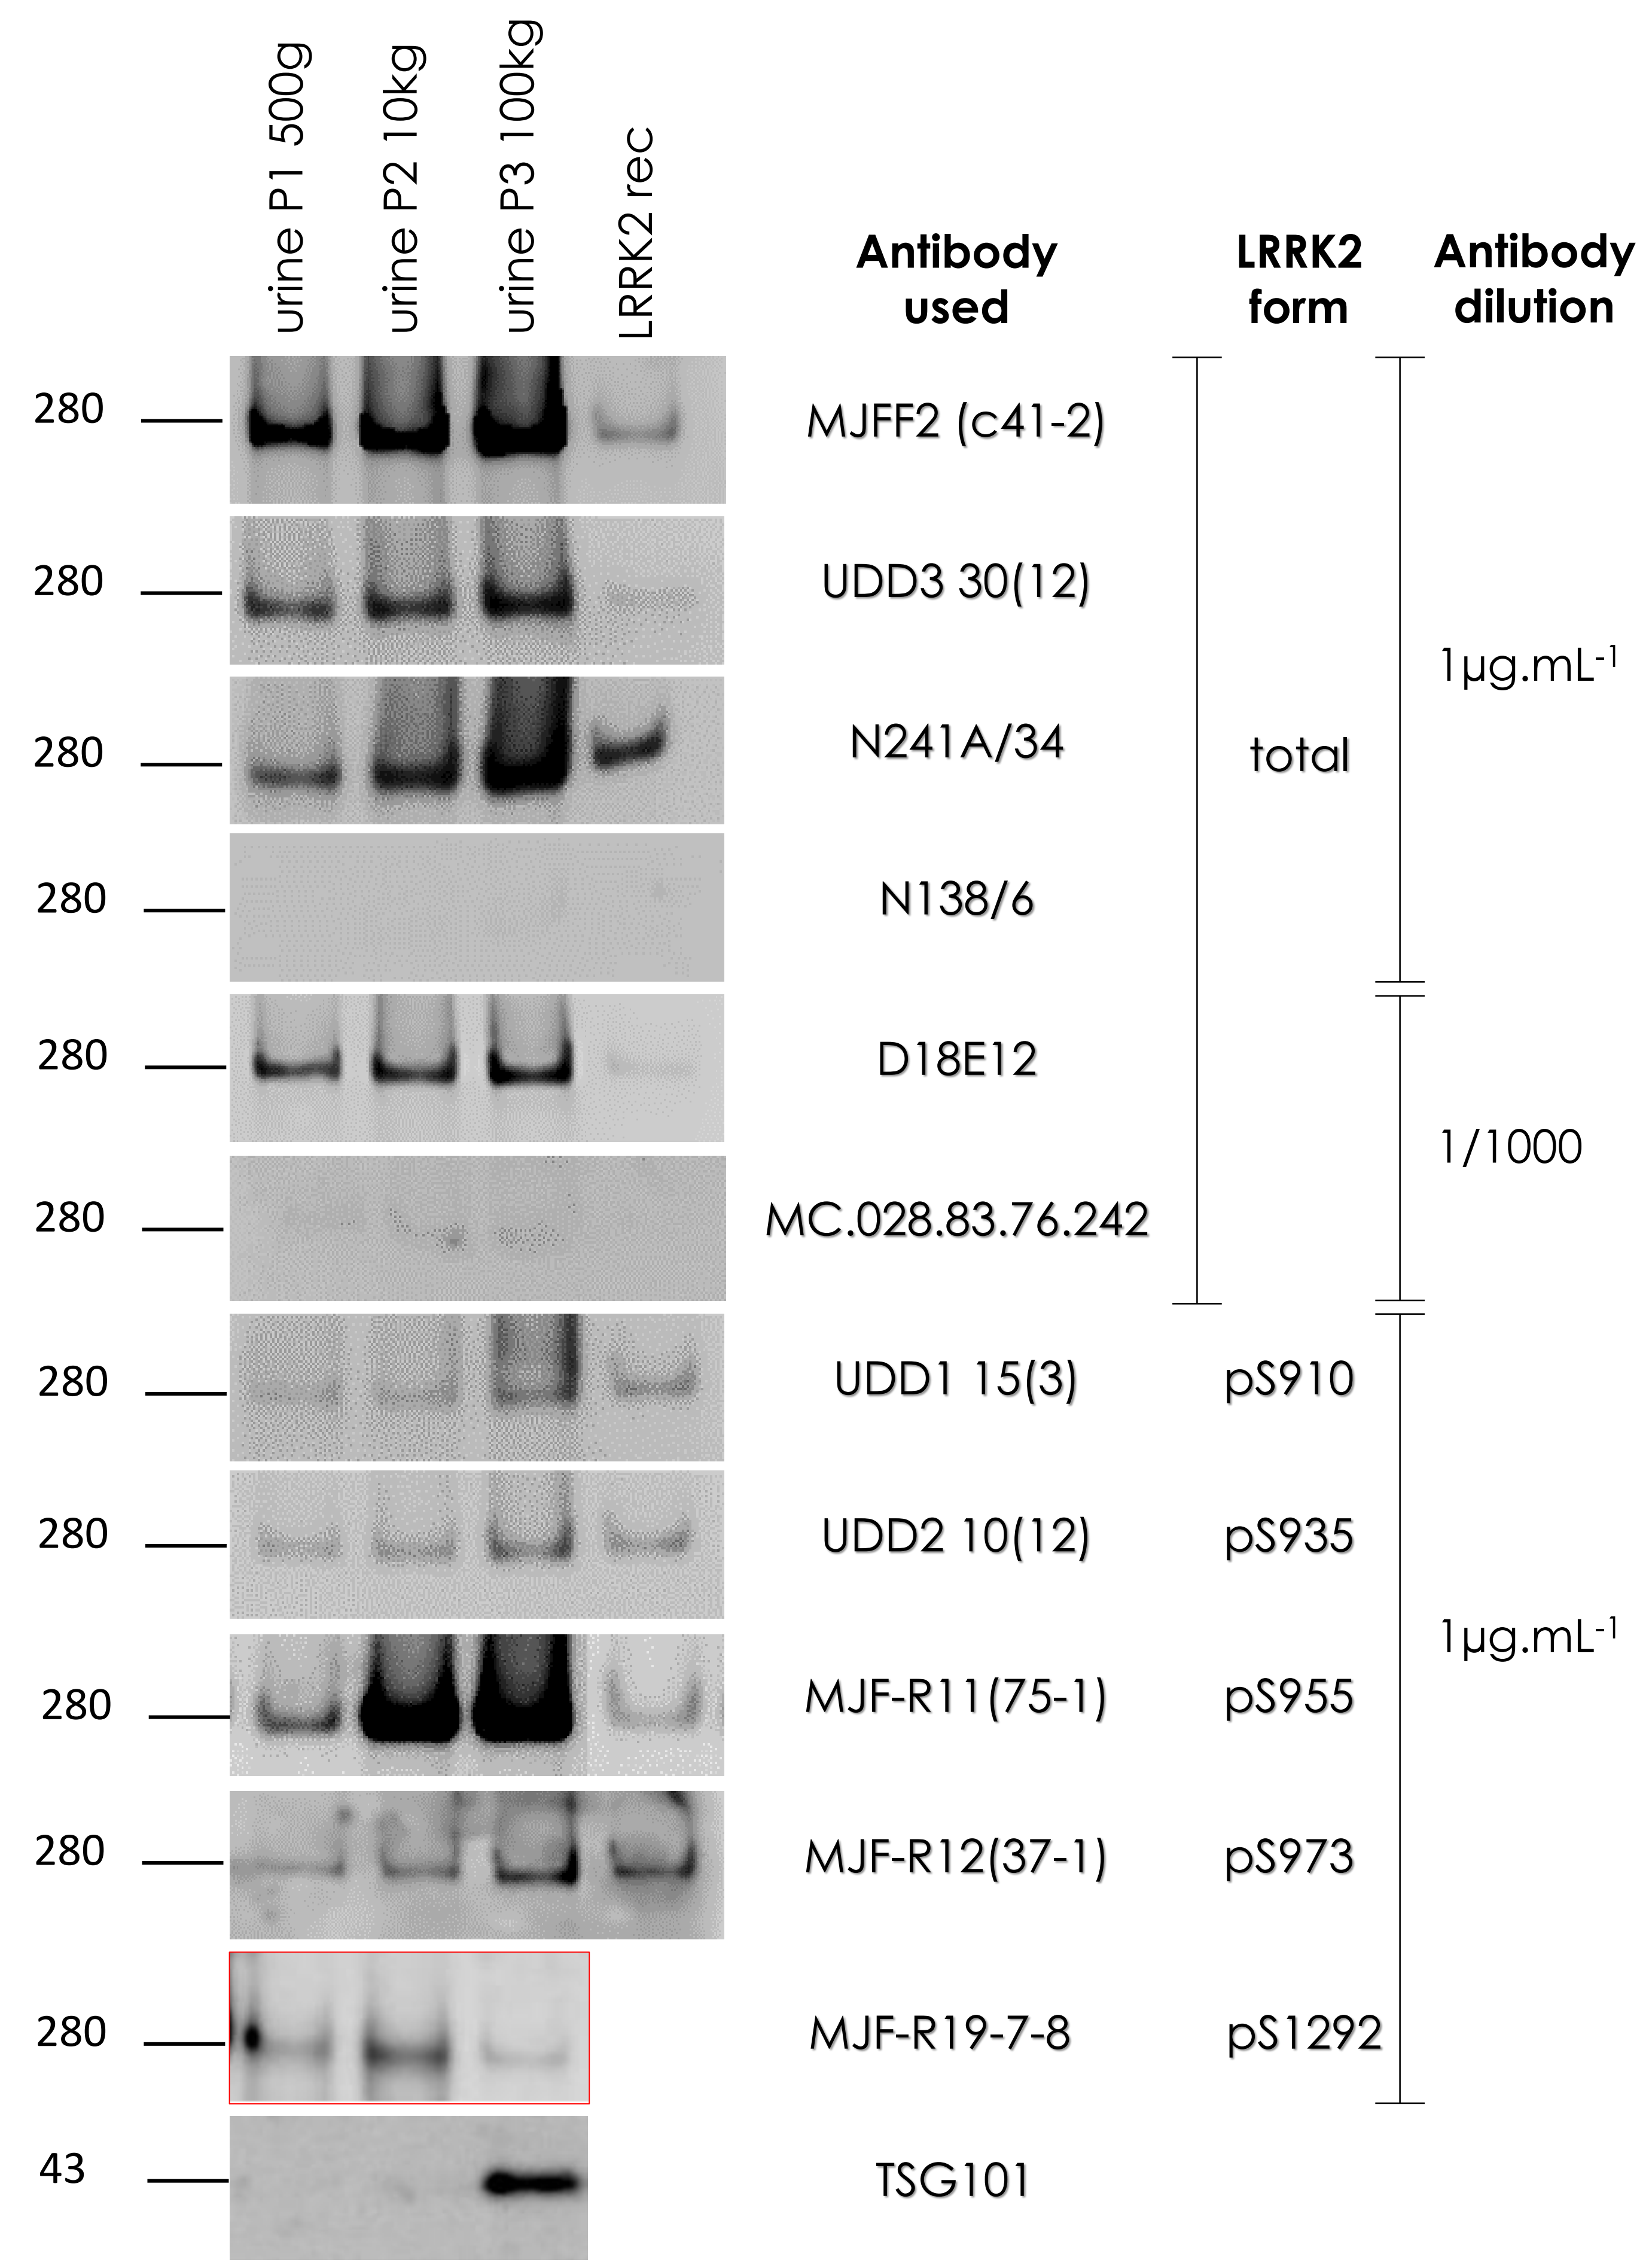 urine P1 500g
urine P2 10kg
urine P3 100kg
LRRK2 rec
Antibody used
LRRK2 form
Antibody dilution
280
MJFF2 (c41-2)
280
UDD3 30(12)
1µg.mL-1
280
N241A/34
total
280
N138/6
280
D18E12
1/1000
280
MC.028.83.76.242
280
UDD1 15(3)
pS910
280
UDD2 10(12)
pS935
1µg.mL-1
280
MJF-R11(75-1)
pS955
280
MJF-R12(37-1)
pS973
280
MJF-R19-7-8
pS1292
43
TSG101